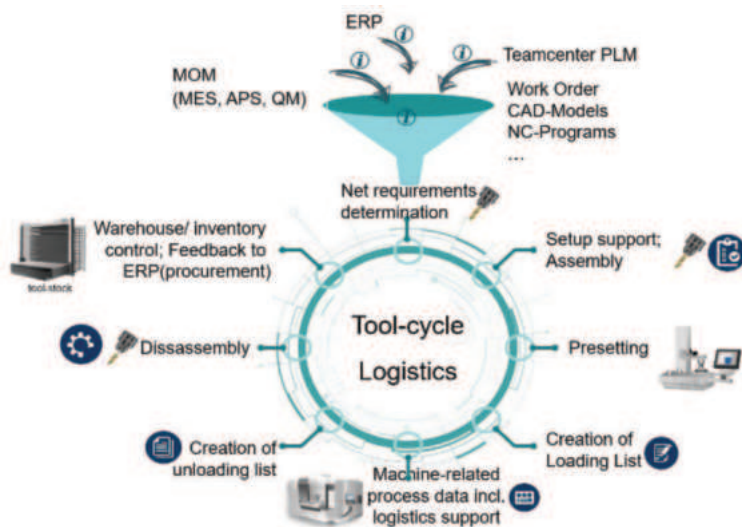 ERP
Teamcenter PLM
MOM
(MES, APS, QM)
Work Order
CAD-Models
NC-Programs
...
Net requirements
determination
Warehouse/ Inventory
control; Feedback to
ERP(procurement)
tool-stock
Setup support;
Assembly
Tool-cycle
Logistics
Dissassembly
Presetting
Creation of
unloading list
Creation of
Loading List
Machine-related
process data incl.
logistics support